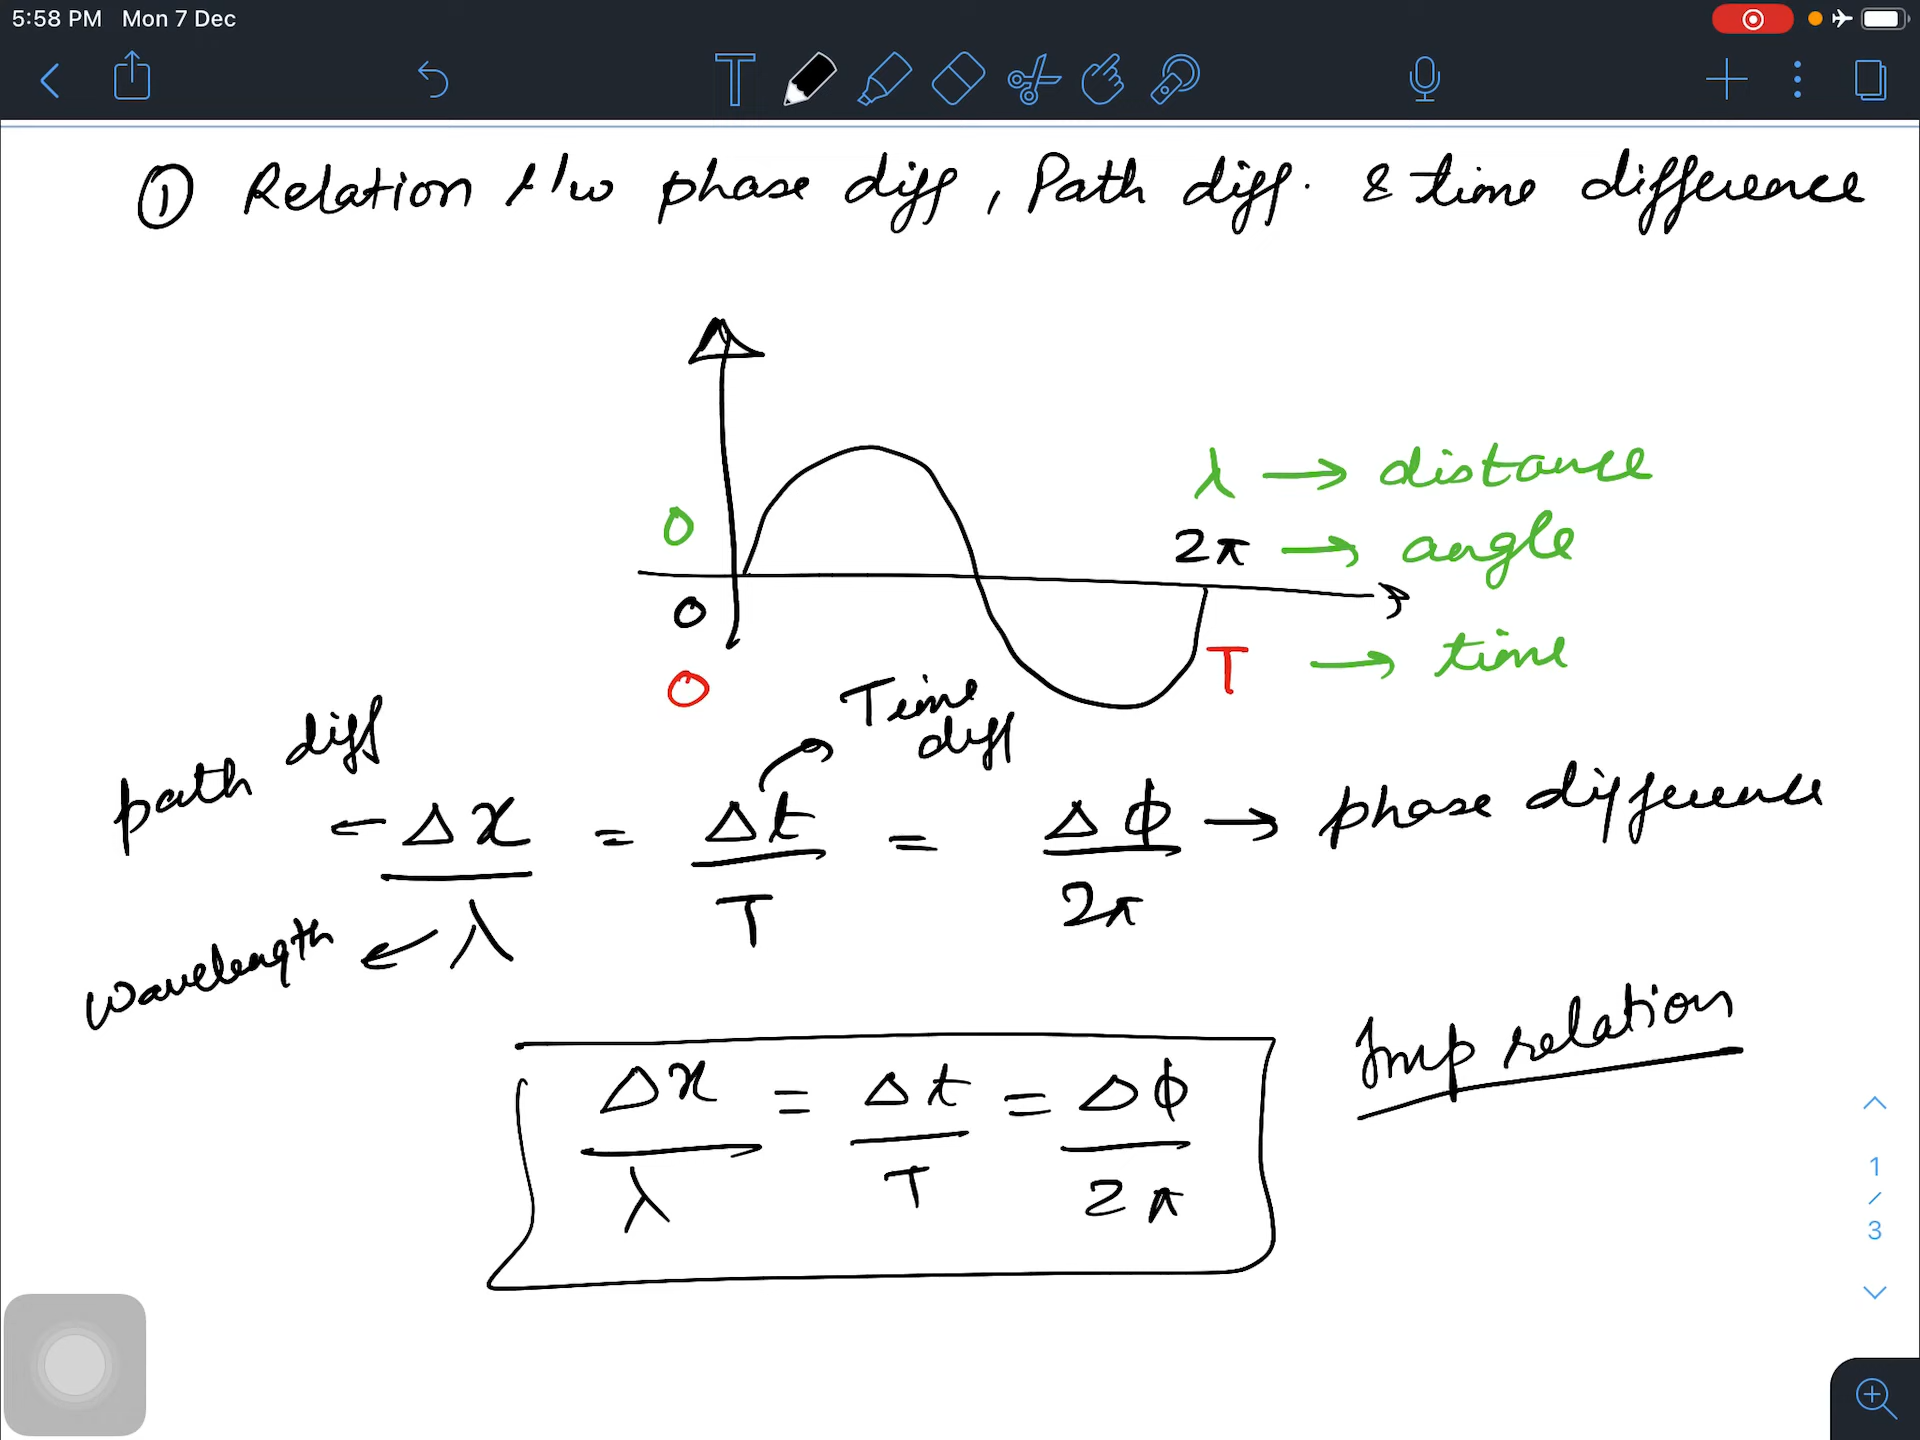 5:58 PM Mon 7 Dec
① Relation b/w phase diff, Path diff. & time difference
λ → distance
0
2π → angle
0
T → time
0
Time
diff
path diff
← Δx/λ = Δt/T = Δϕ/2π → phase difference
wavelength ←
Imp relation
Δx/λ = Δt/T = Δϕ/2π
1
/
3